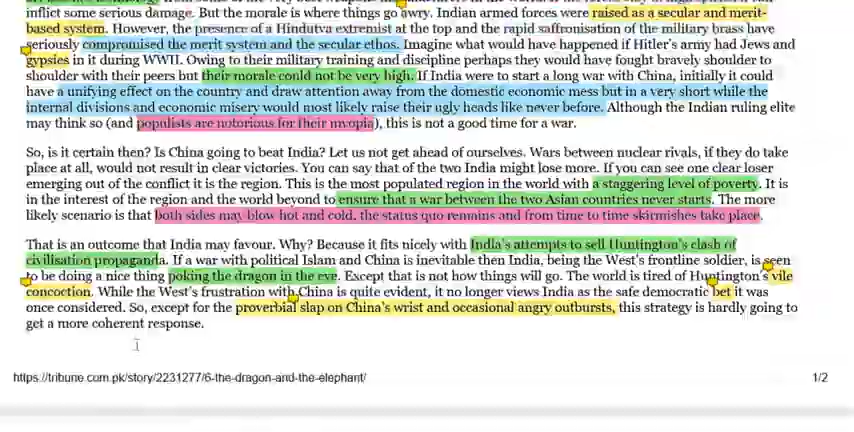 inflict some serious damage. But the morale is where things go awry. Indian armed forces were raised as a secular and merit-
based system. However, the presence of a Hindutva extremist at the top and the rapid saffronisation of the military brass have
seriously compromised the merit system and the secular ethos. Imagine what would have happened if Hitler's army had Jews and
gypsies in it during WWII. Owing to their military training and discipline perhaps they would have fought bravely shoulder to
shoulder with their peers but their morale could not be very high. If India were to start a long war with China, initially it could
have a unifying effect on the country and draw attention away from the domestic economic mess but in a very short while the
internal divisions and economic misery would most likely raise their ugly heads like never before. Although the Indian ruling elite
may think so (and populists are notorious for their myopia), this is not a good time for a war.
So, is it certain then? Is China going to beat India? Let us not get ahead of ourselves. Wars between nuclear rivals, if they do take
place at all, would not result in clear victories. You can say that of the two India might lose more. If you can see one clear loser
emerging out of the conflict it is the region. This is the most populated region in the world with a staggering level of poverty. It is
in the interest of the region and the world beyond to ensure that a war between the two Asian countries never starts. The more
likely scenario is that both sides may blow hot and cold, the status quo remains and from time to time skirmishes take place.
That is an outcome that India may favour. Why? Because it fits nicely with India's attempts to sell Huntington's clash of
civilisation propaganda. If a war with political Islam and China is inevitable then India, being the West's frontline soldier, is seen
to be doing a nice thing poking the dragon in the eye. Except that is not how things will go. The world is tired of Huntington's vile
concoction. While the West's frustration with China is quite evident, it no longer views India as the safe democratic bet it was
once considered. So, except for the proverbial slap on China's wrist and occasional angry outbursts, this strategy is hardly going to
get a more coherent response.
https://tribune.com.pk/story/2231277/6-the-dragon-and-the-elephant/ 1/2